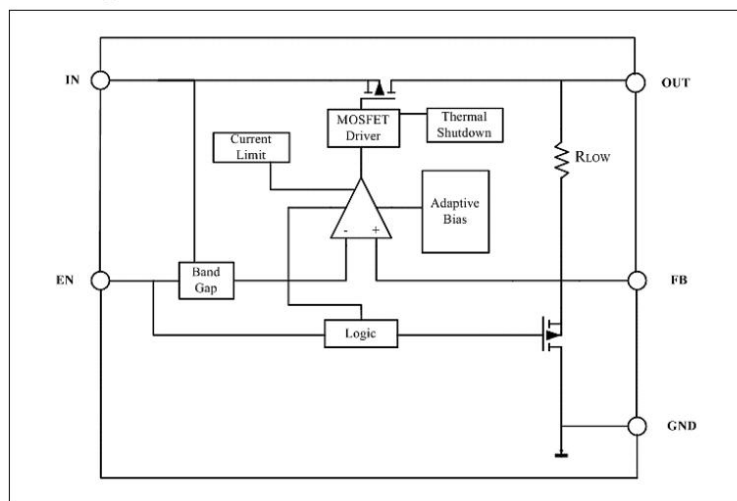 IN
OUT
MOSFET
Driver
Thermal
Shutdown
Current
Limit
RLOW
Adaptive
Bias
- +
EN
Band
Gap
FB
Logic
GND